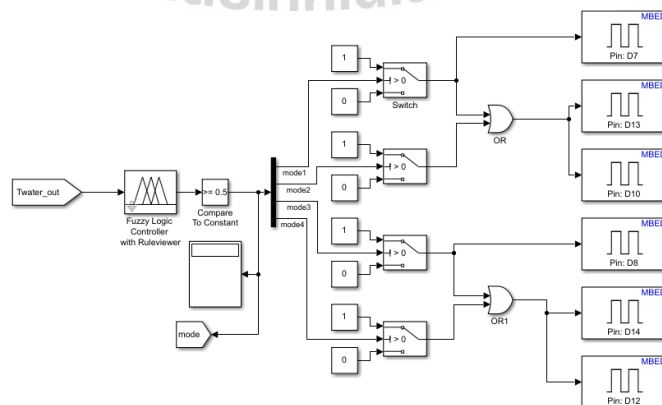 MBED
Pin: D7
1
> 0
0
Switch
MBED
Pin: D13
OR
1
> 0
0
mode1
mode2
mode3
mode4
Twater_out
Fuzzy Logic
Controller
with Ruleviewer
>= 0.5
Compare
To Constant
MBED
Pin: D10
1
> 0
0
MBED
Pin: D8
mode
OR1
MBED
Pin: D14
1
> 0
0
MBED
Pin: D12